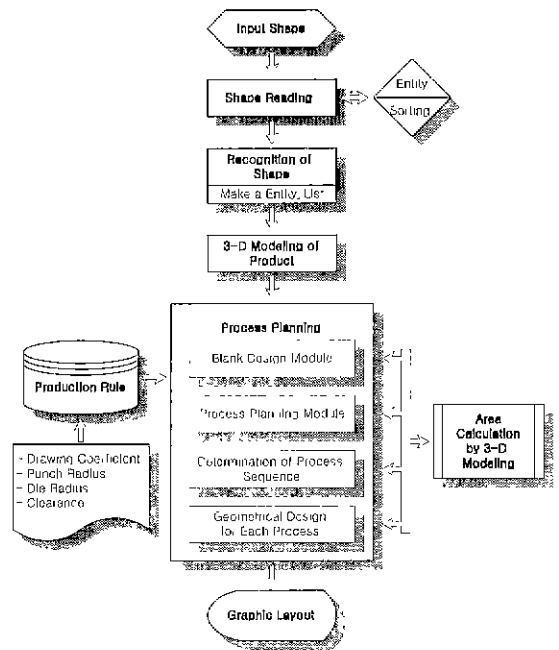 Input Shape
Shape Reading
Entity
Sorting
Recognition of
Shape
Make a Entity List
3-D Modeling of
Product
Process Planning
Blank Design Module
Process Planning Module
Determination of Process
Sequence
Geometrical Design
for Each Process
Production Rule
- Drawing Coefficient
- Punch Radius
- Die Radius
- Clearence
Area
Calculation
by 3-D
Modeling
Graphic Layout